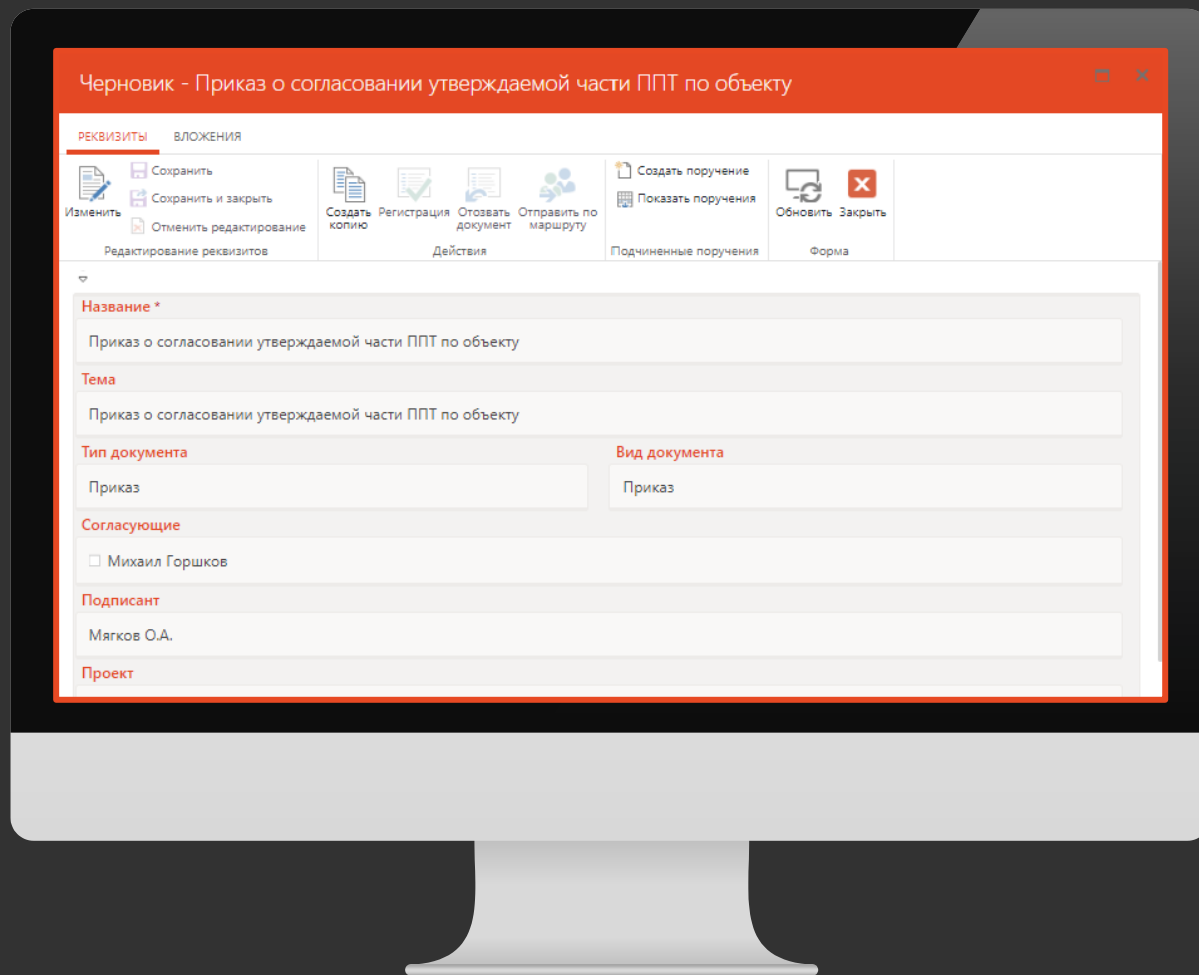 Черновик - Приказ о согласовании утверждаемой части ППТ по объекту
РЕКВИЗИТЫ ВЛОЖЕНИЯ
Изменить
Сохранить
Сохранить и закрыть
Отменить редактирование
Редактирование реквизитов
Создать копию
Регистрация
Отозвать документ
Отправить по маршруту
Действия
Создать поручение
Показать поручения
Подчиненные поручения
Обновить
Закрыть
Форма
Название *
Приказ о согласовании утверждаемой части ППТ по объекту
Тема
Приказ о согласовании утверждаемой части ППТ по объекту
Тип документа
Приказ
Вид документа
Приказ
Согласующие
Михаил Горшков
Подписант
Мягков О.А.
Проект